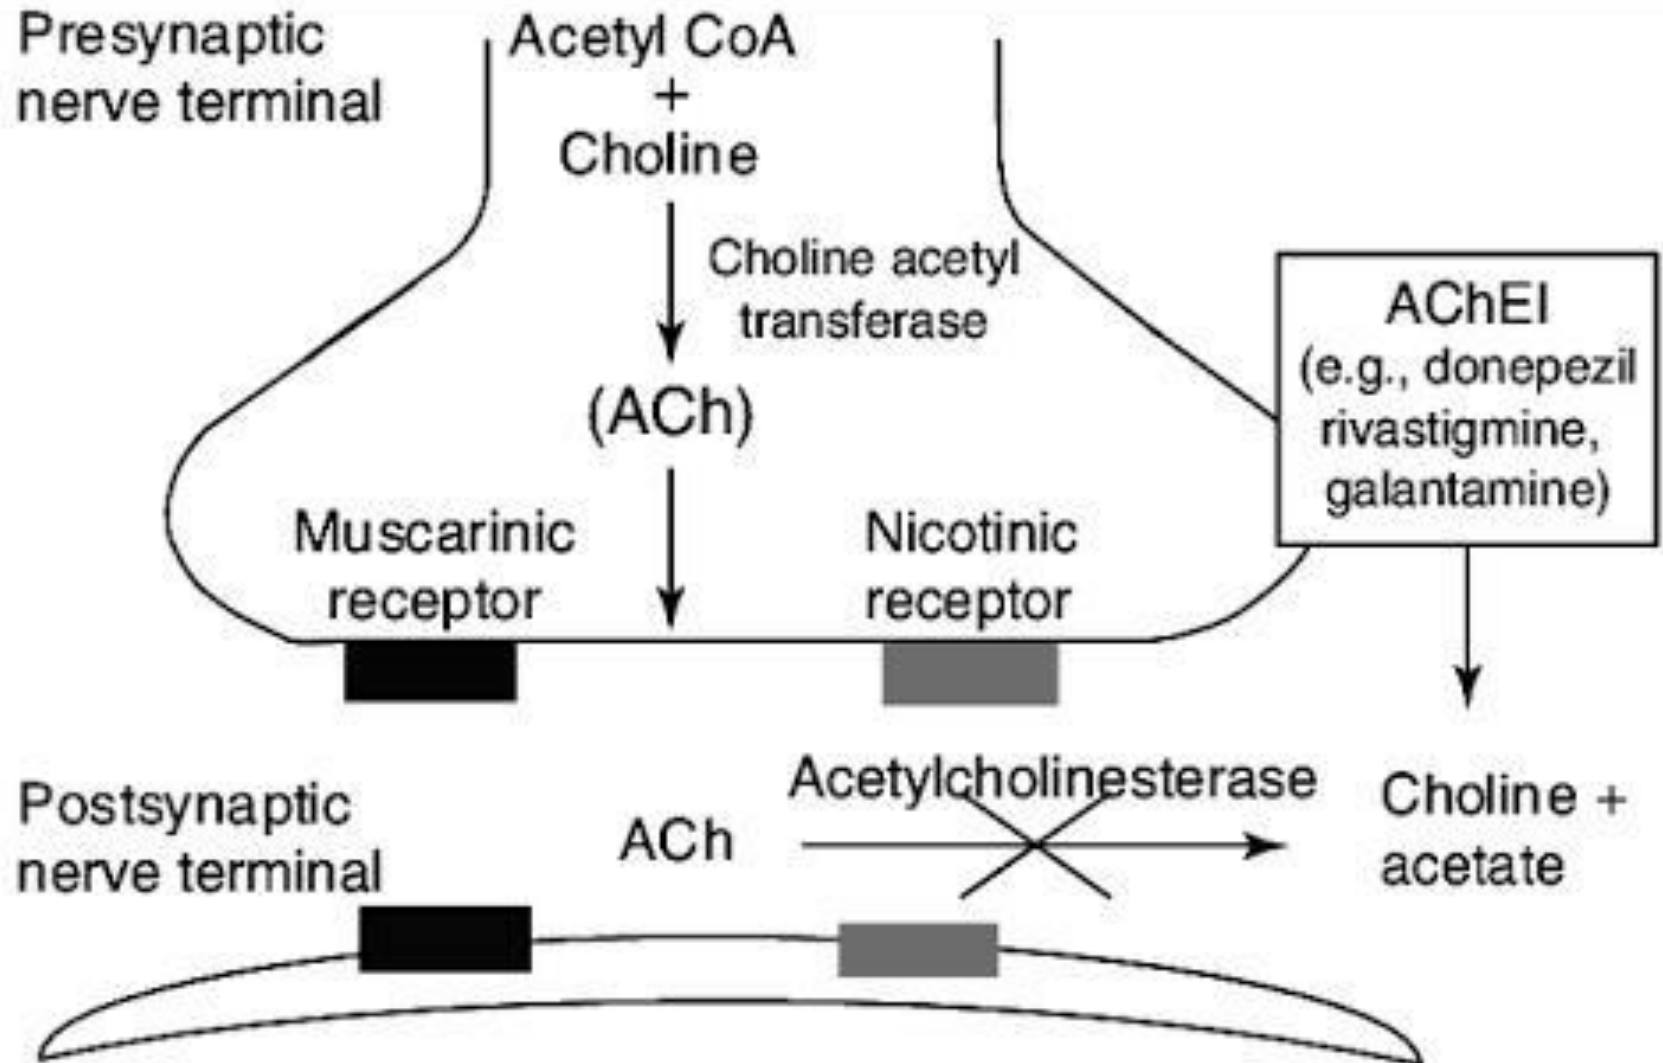 Presynaptic
nerve terminal
Acetyl CoA
+
Choline
Choline acetyl
transferase
(ACh)
AChEI
(e.g., donepezil
rivastigmine,
galantamine)
Muscarinic
receptor
Nicotinic
receptor
Postsynaptic
nerve terminal
ACh
Acetylcholinesterase
Choline +
acetate